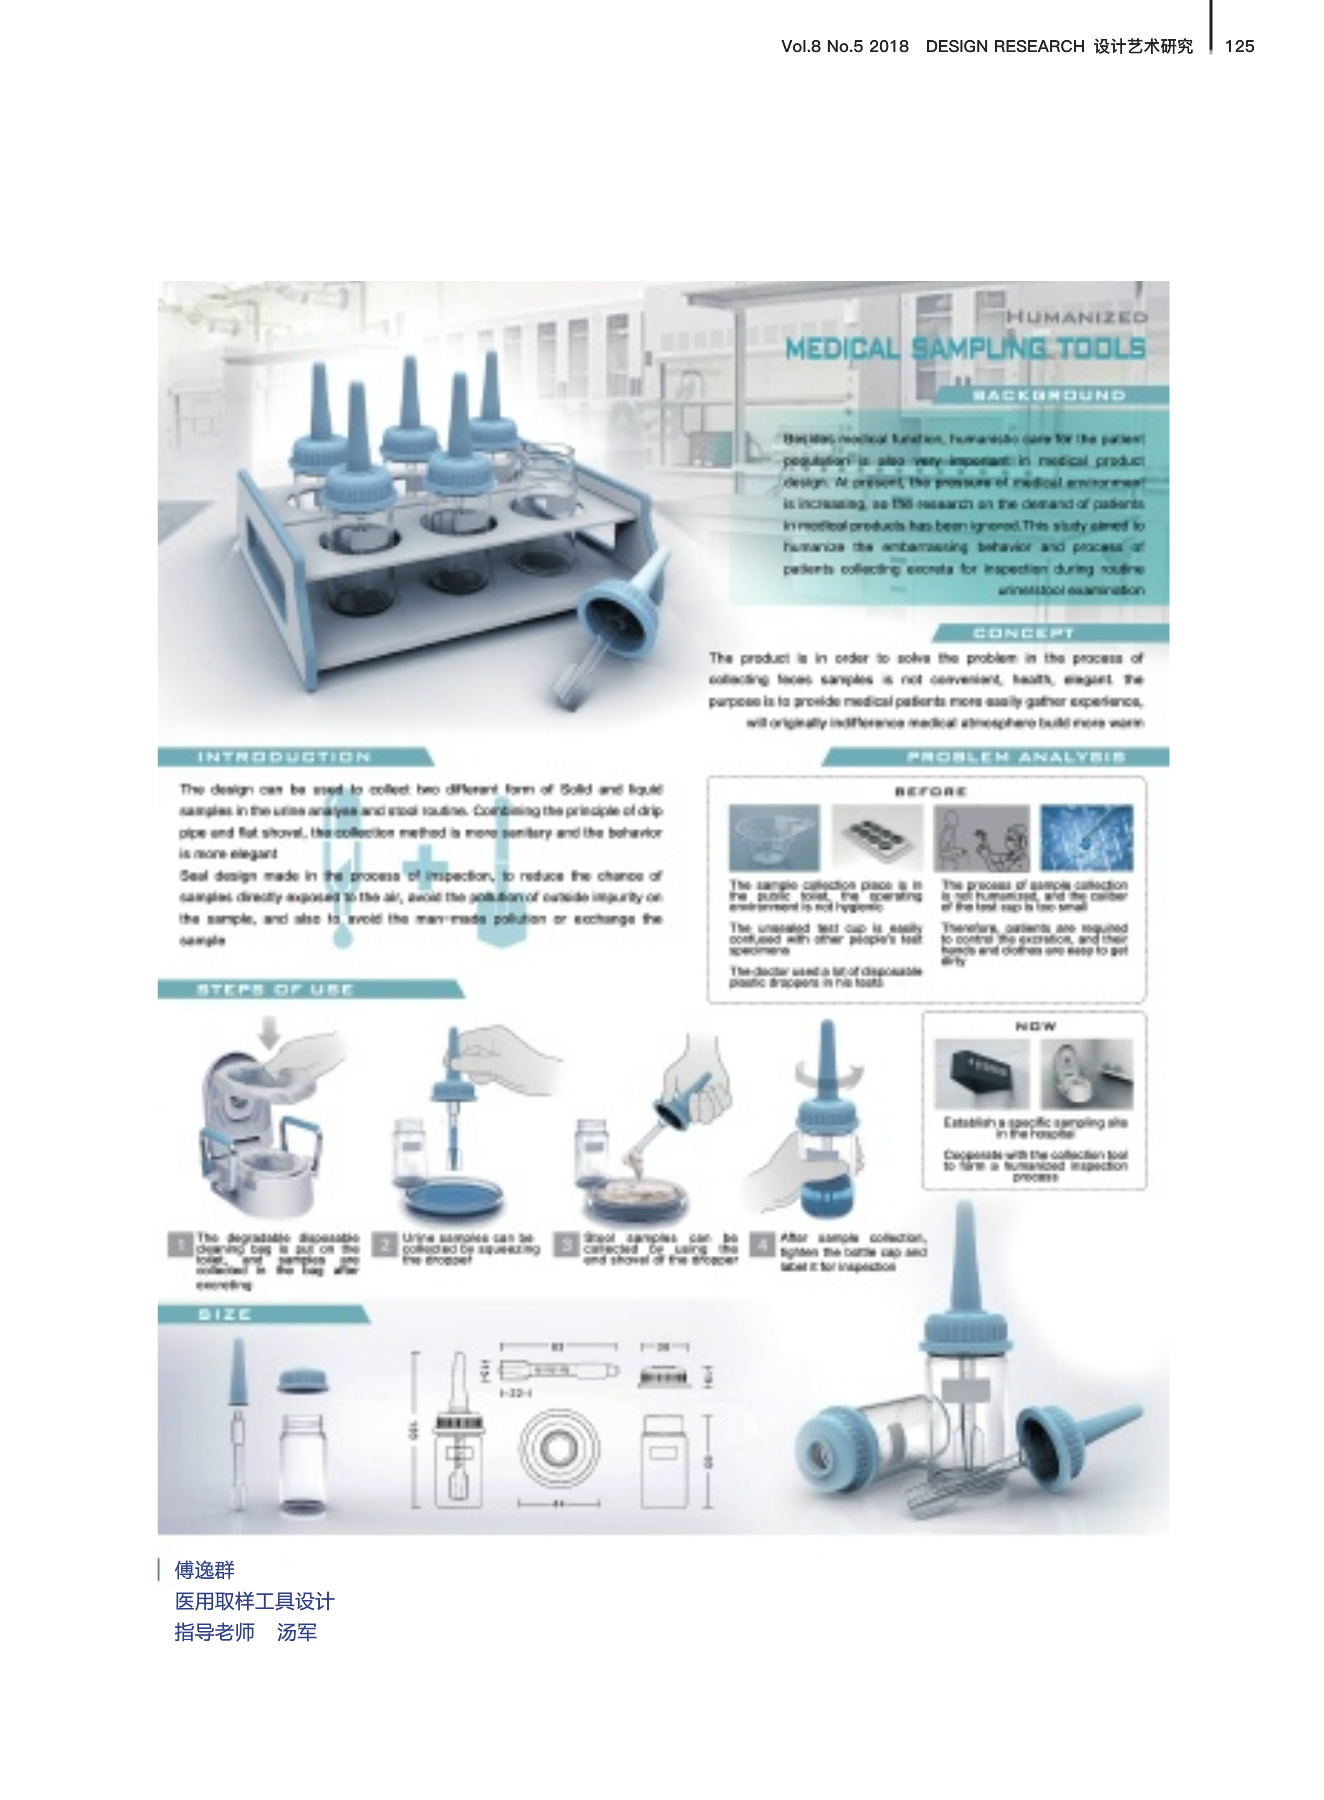 Vol.8 No.5 2018 DESIGN RESEARCH 设计艺术研究 125
HUMANIZED
MEDICAL SAMPLING TOOLS
BACKGROUND
Besides medical function, humanistic care for the patient
population is also very important in medical product
design. At present, the pressure of medical environment
is increasing, so the research on the demand of patients
in medical products has been ignored.This study aimed to
humanize the embarrassing behavior and process of
patients collecting excreta for inspection during routine
urine/stool examination
CONCEPT
The product is in order to solve the problem in the process of
collecting feces samples is not convenient, health, elegant. the
purpose is to provide medical patients more easily gather experience,
will originally indifference medical atmosphere build more warm
INTRODUCTION
The design can be used to collect two different form of Solid and liquid
samples in the urine analyse and stool routine. Combining the principle of drip
pipe and flat shovel, the collection method is more sanitary and the behavior
is more elegant
Seal design made in the process of inspection, to reduce the chance of
samples directly exposed to the air, avoid the pollution of outside impurity on
the sample, and also to avoid the man-made pollution or exchange the
sample
PROBLEM ANALYSIS
BEFORE
The sample collection place is in
the public toilet, the operating
environment is not hygienic
The unsealed test cup is easily
confused with other people's test
specimens
The doctor used a lot of disposable
plastic droppers in his tests
The process of sample collection
is not humanized, and the caliber
of the test cup is too small
Therefore, patients are required
to control the excretion, and their
hands and clothes are easy to get
dirty
NOW
Establish a specific sampling site
in the hospital
Cooperate with the collection tool
to form a humanized inspection
process
STEPS OF USE
1 The degradable disposable
cleaning bag is put on the
toilet, and samples are
collected in the bag after
excreting
2 Urine samples can be
collected by squeezing
the dropper
3 Stool samples can be
collected by using the
end shovel of the dropper
4 After sample collection,
tighten the bottle cap and
label it for inspection
SIZE
22
44
傅逸群
医用取样工具设计
指导老师 汤军